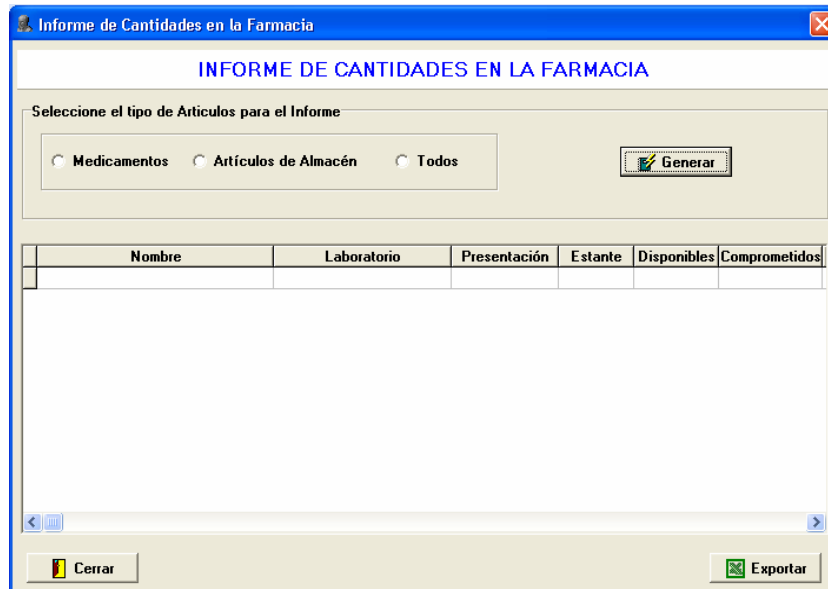 Informe de Cantidades en la Farmacia
INFORME DE CANTIDADES EN LA FARMACIA
Seleccione el tipo de Articulos para el Informe
Medicamentos Artículos de Almacén Todos Generar
Nombre Laboratorio Presentación Estante Disponibles Comprometidos
Cerrar Exportar